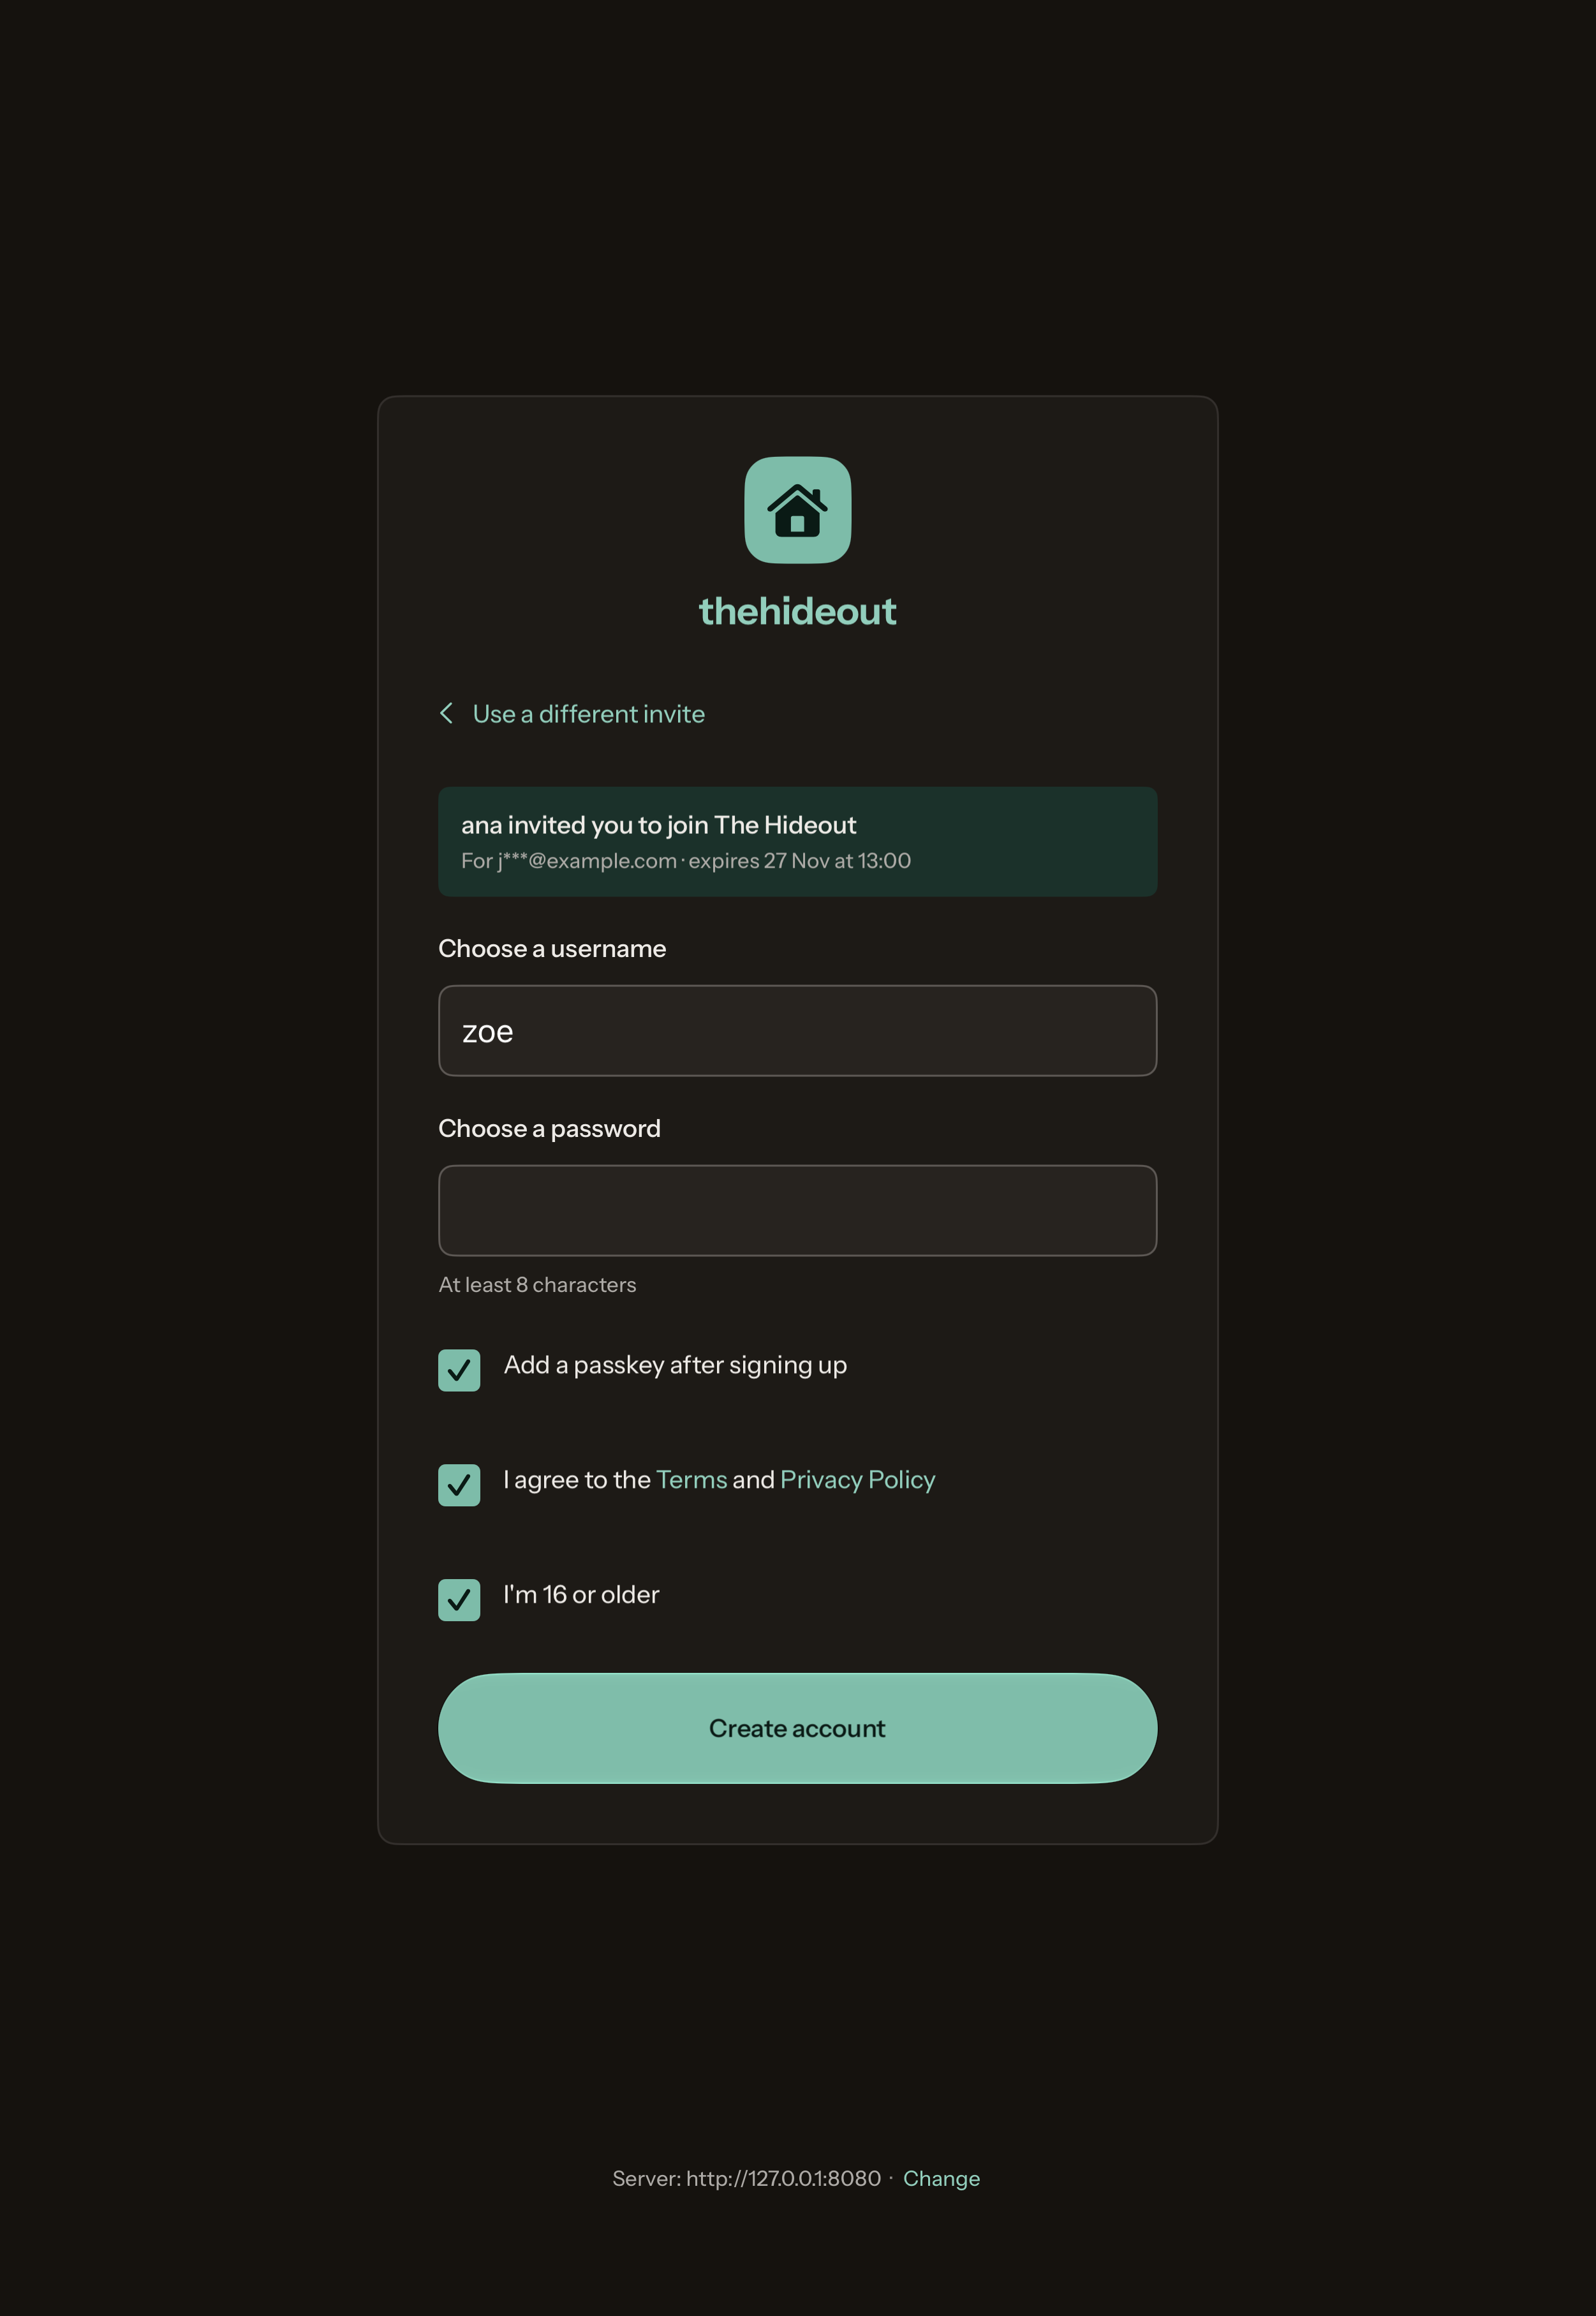 thehideout
Use a different invite
ana invited you to join The Hideout
For j***@example.com · expires 27 Nov at 13:00
Choose a username
zoe
Choose a password
At least 8 characters
Add a passkey after signing up
I agree to the Terms and Privacy Policy
I'm 16 or older
Create account
Server: http://127.0.0.1:8080 · Change